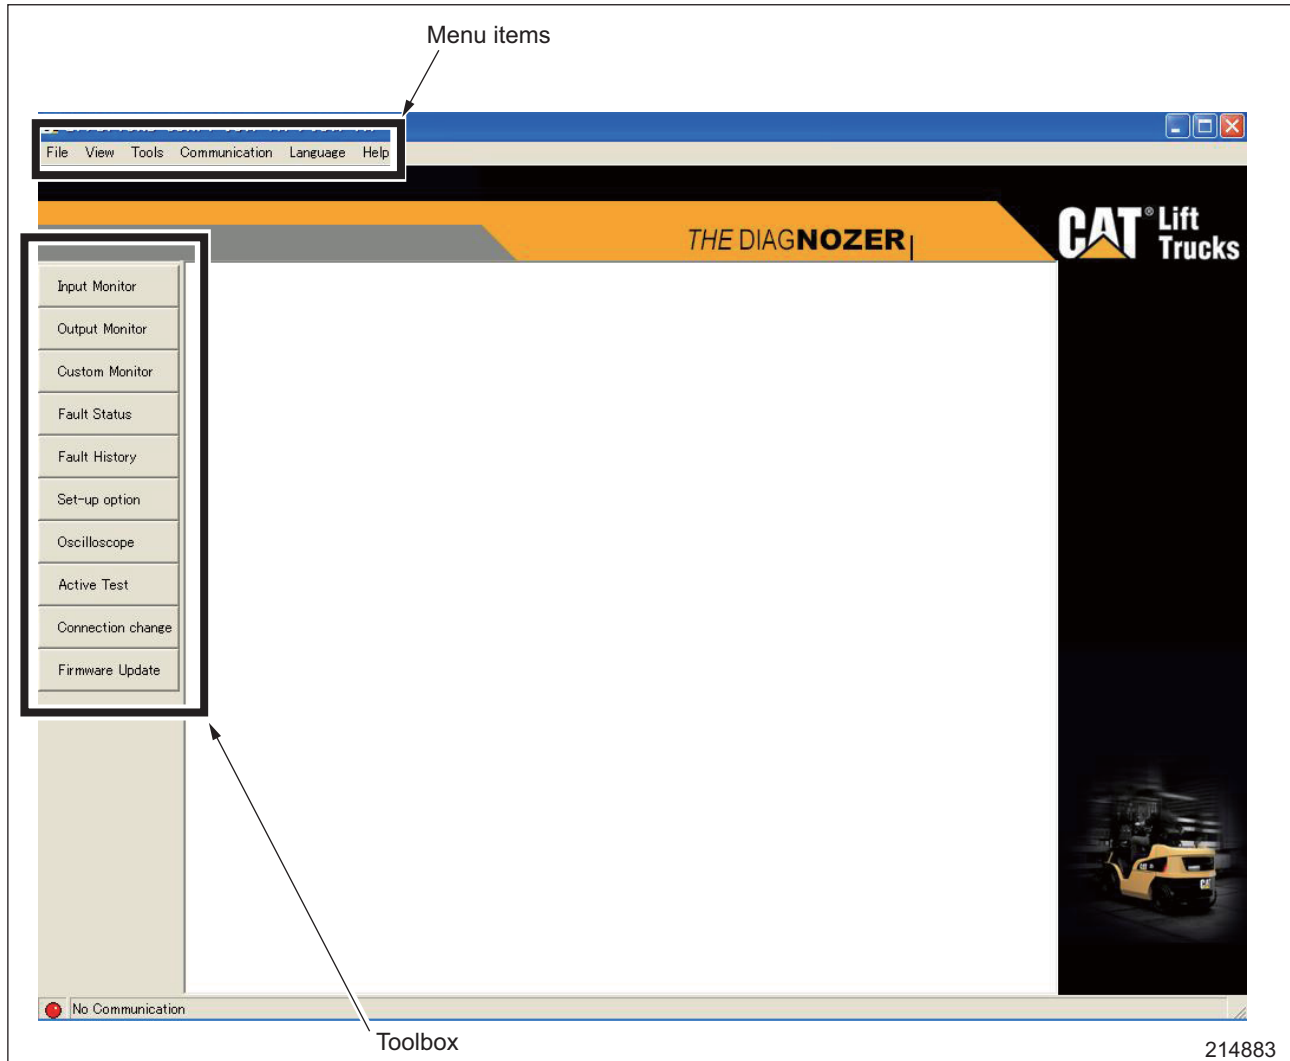 Menu items
File View Tools Communication Language Help
THE DIAGNOZER
CAT® Lift Trucks
Input Monitor
Output Monitor
Custom Monitor
Fault Status
Fault History
Set-up option
Oscilloscope
Active Test
Connection change
Firmware Update
CAT
No Communication
Toolbox
214883